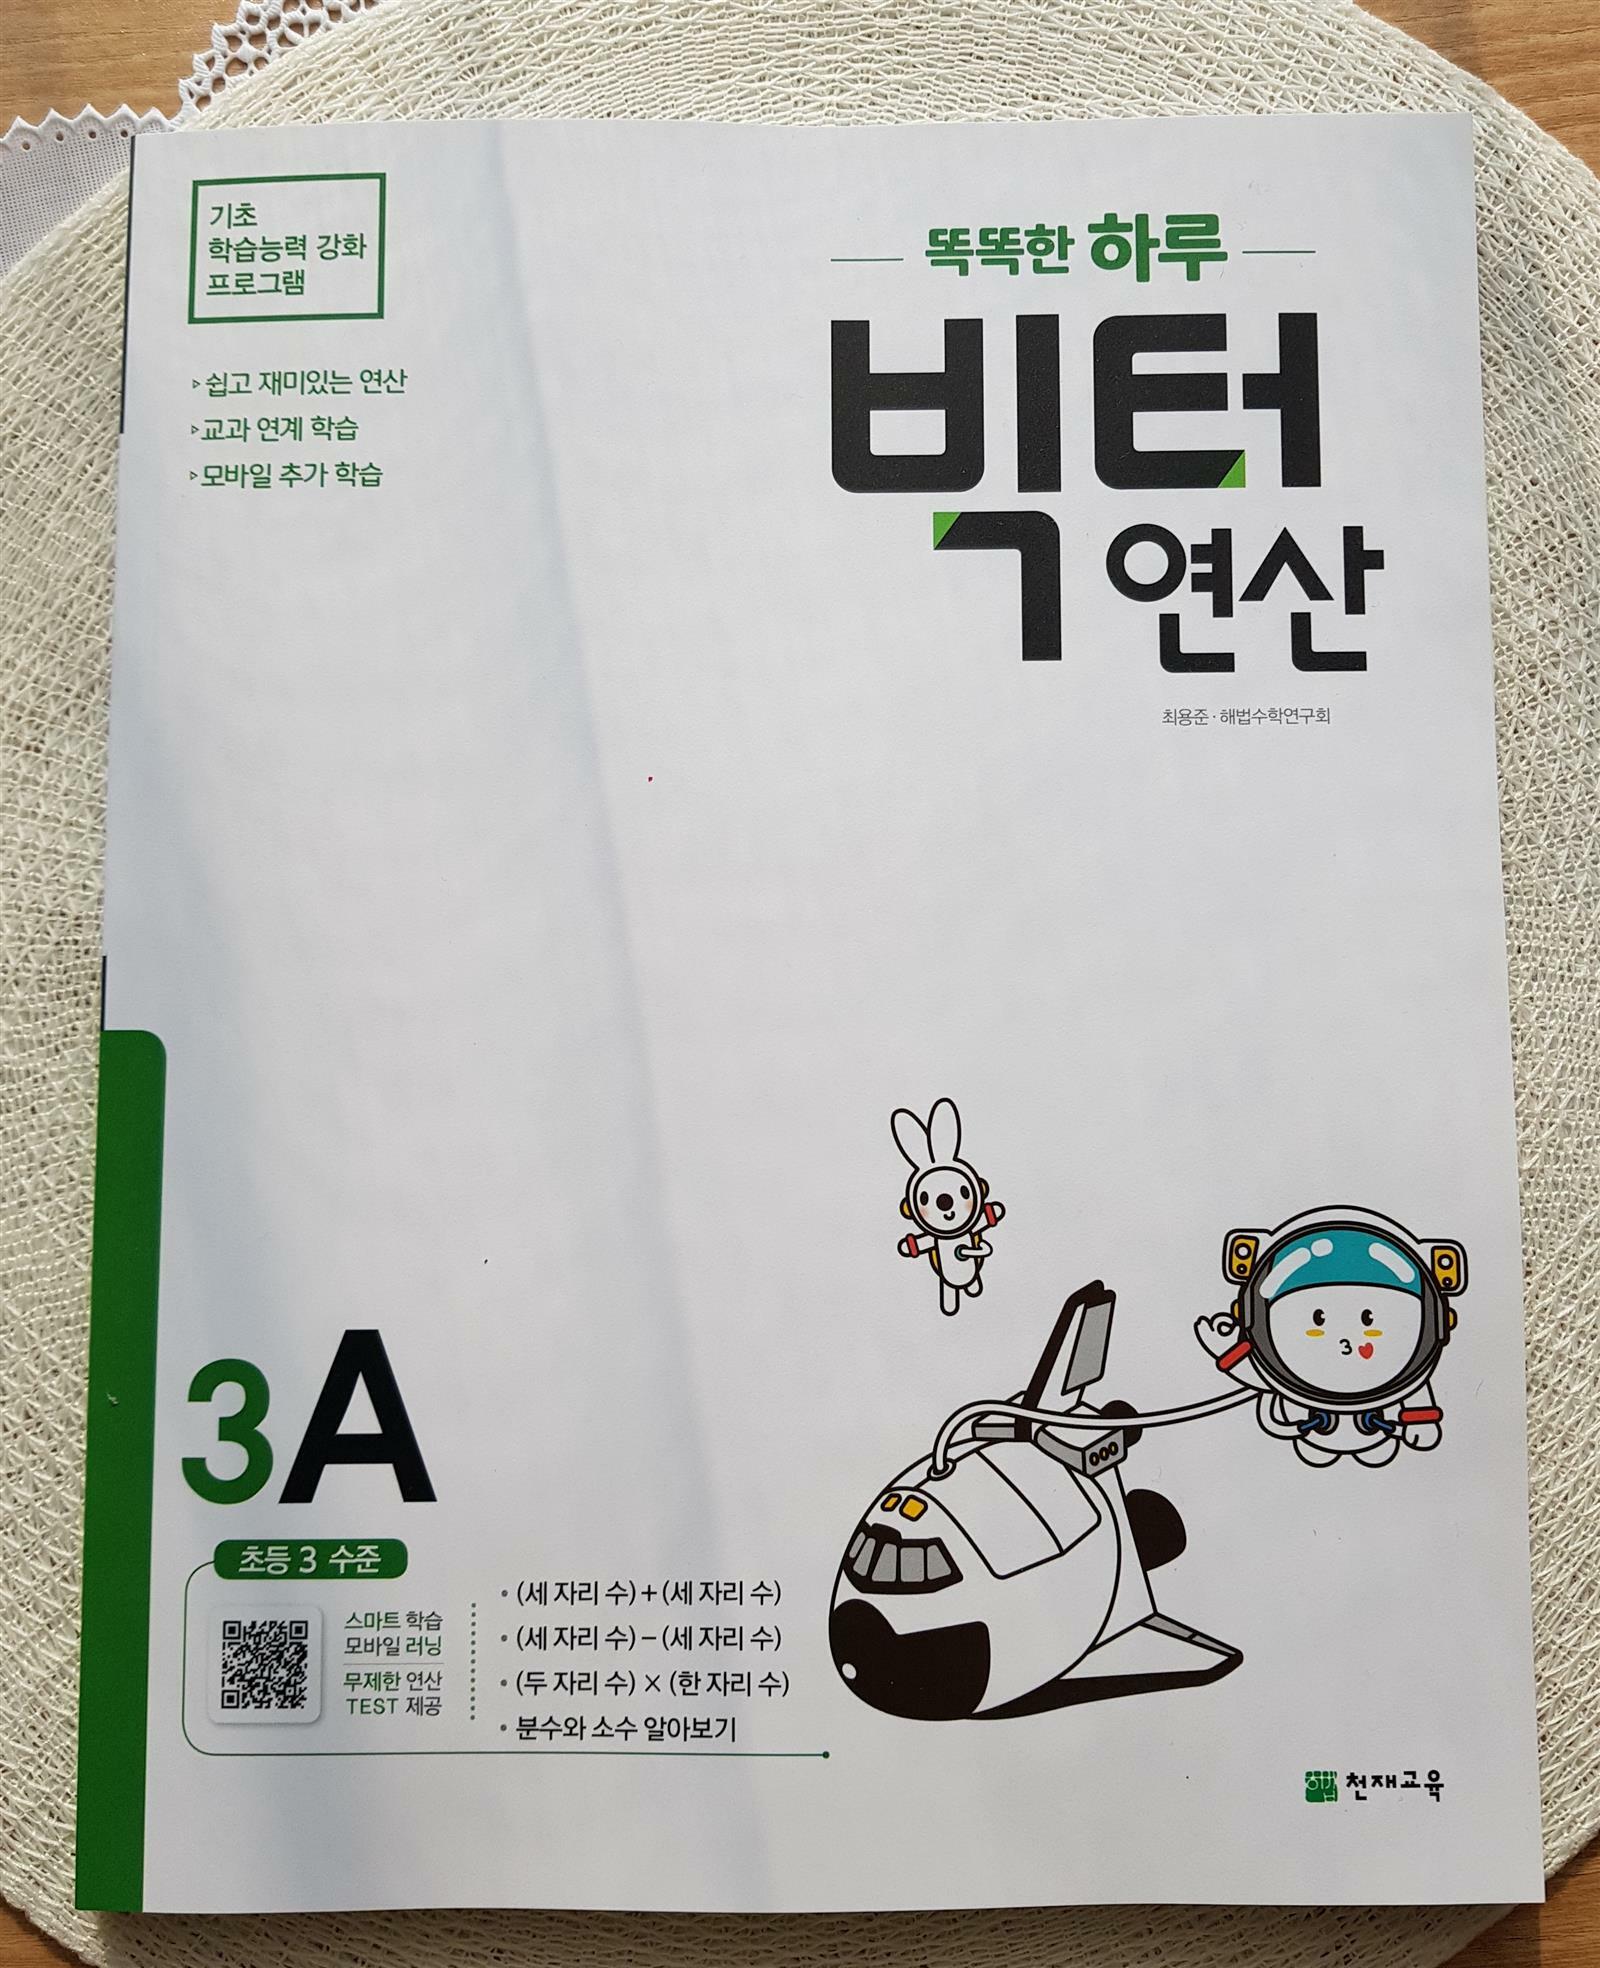 기초
학습능력 강화
프로그램
▹쉽고 재미있는 연산
▹교과 연계 학습
▹모바일 추가 학습
똑똑한 하루
빅터
연산
최용준·해법수학연구회
3A
초등 3 수준
스마트 학습
모바일 러닝
무제한 연산
TEST 제공
• (세 자리 수)+(세 자리 수)
• (세 자리 수)−(세 자리 수)
• (두 자리 수)×(한 자리 수)
• 분수와 소수 알아보기
해법 천재교육